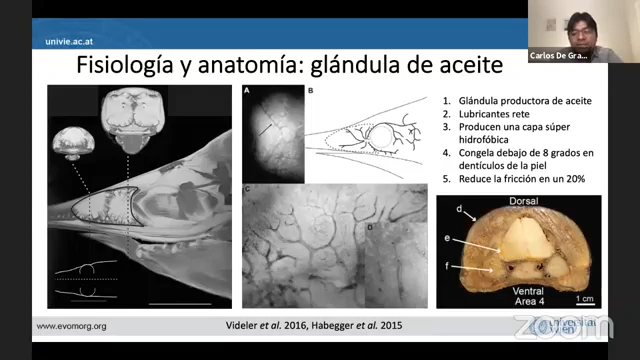 univie.ac.at
Carlos De Gra...
Fisiología y anatomía: glándula de aceite
A
B
C
D
1. Glándula productora de aceite
2. Lubricantes rete
3. Producen una capa súper
hidrofóbica
4. Congela debajo de 8 grados en
dentículos de la piel
5. Reduce la fricción en un 20%
Dorsal
d
e
f
Ventral
Area 4
1 cm
www.evomorg.org
Videler et al. 2016, Habegger et al. 2015
universität
wien
zoom